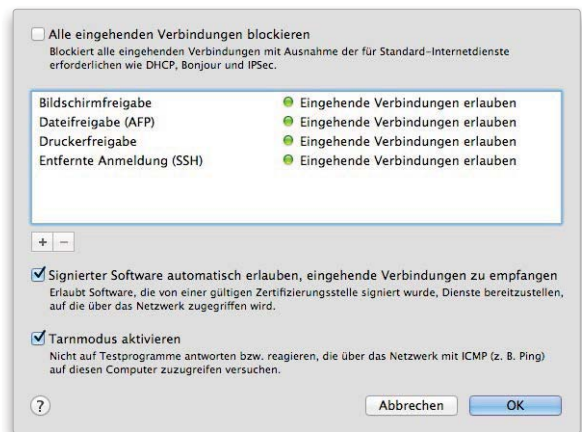 Alle eingehenden Verbindungen blockieren
Blockiert alle eingehenden Verbindungen mit Ausnahme der für Standard-Internetdienste
erforderlichen wie DHCP, Bonjour und IPSec.
Bildschirmfreigabe Eingehende Verbindungen erlauben
Dateifreigabe (AFP) Eingehende Verbindungen erlauben
Druckerfreigabe Eingehende Verbindungen erlauben
Entfernte Anmeldung (SSH) Eingehende Verbindungen erlauben
+ −
Signierter Software automatisch erlauben, eingehende Verbindungen zu empfangen
Erlaubt Software, die von einer gültigen Zertifizierungsstelle signiert wurde, Dienste bereitzustellen,
auf die über das Netzwerk zugegriffen wird.
Tarnmodus aktivieren
Nicht auf Testprogramme antworten bzw. reagieren, die über das Netzwerk mit ICMP (z. B. Ping)
auf diesen Computer zuzugreifen versuchen.
? Abbrechen OK